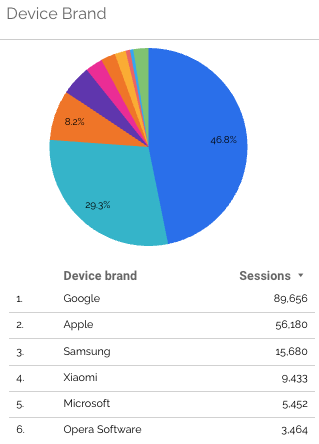 Device Brand
46.8%
8.2%
29.3%
Device brand Sessions
1. Google 89,656
2. Apple 56,180
3. Samsung 15,680
4. Xiaomi 9,433
5. Microsoft 5,452
6. Opera Software 3,464